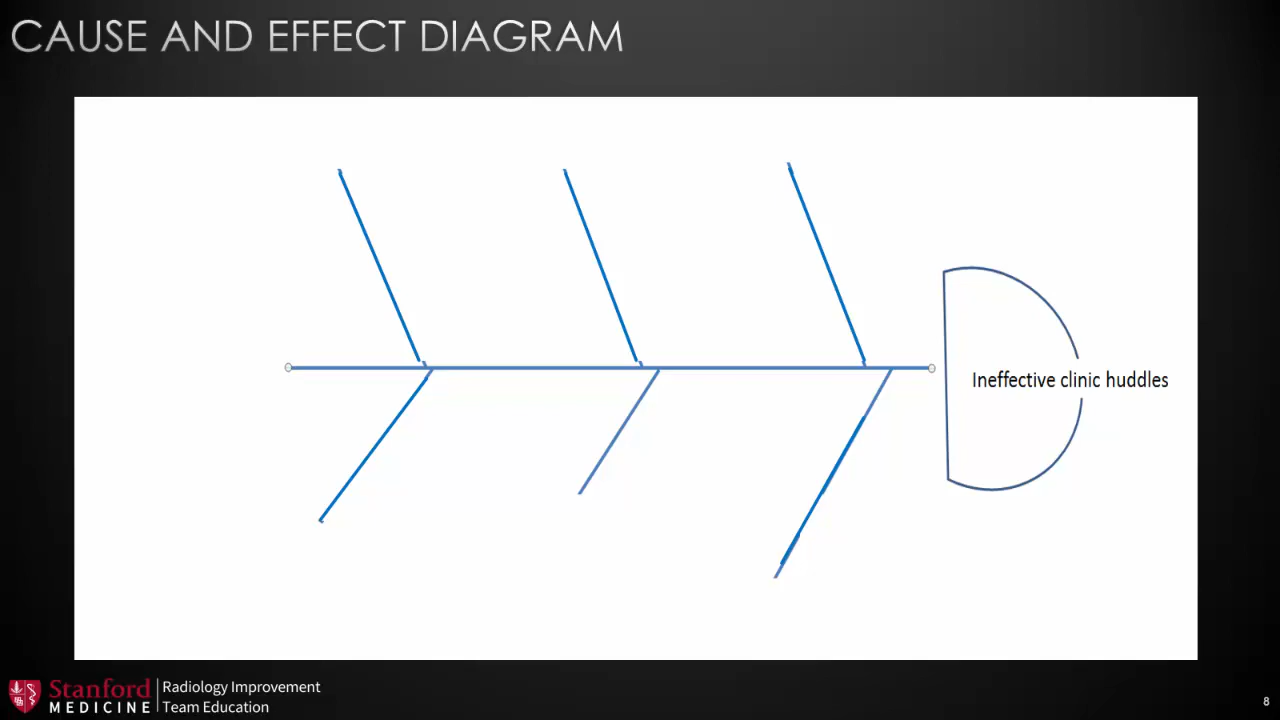 CAUSE AND EFFECT DIAGRAM
Ineffective clinic huddles
Stanford
MEDICINE
Radiology Improvement
Team Education
8